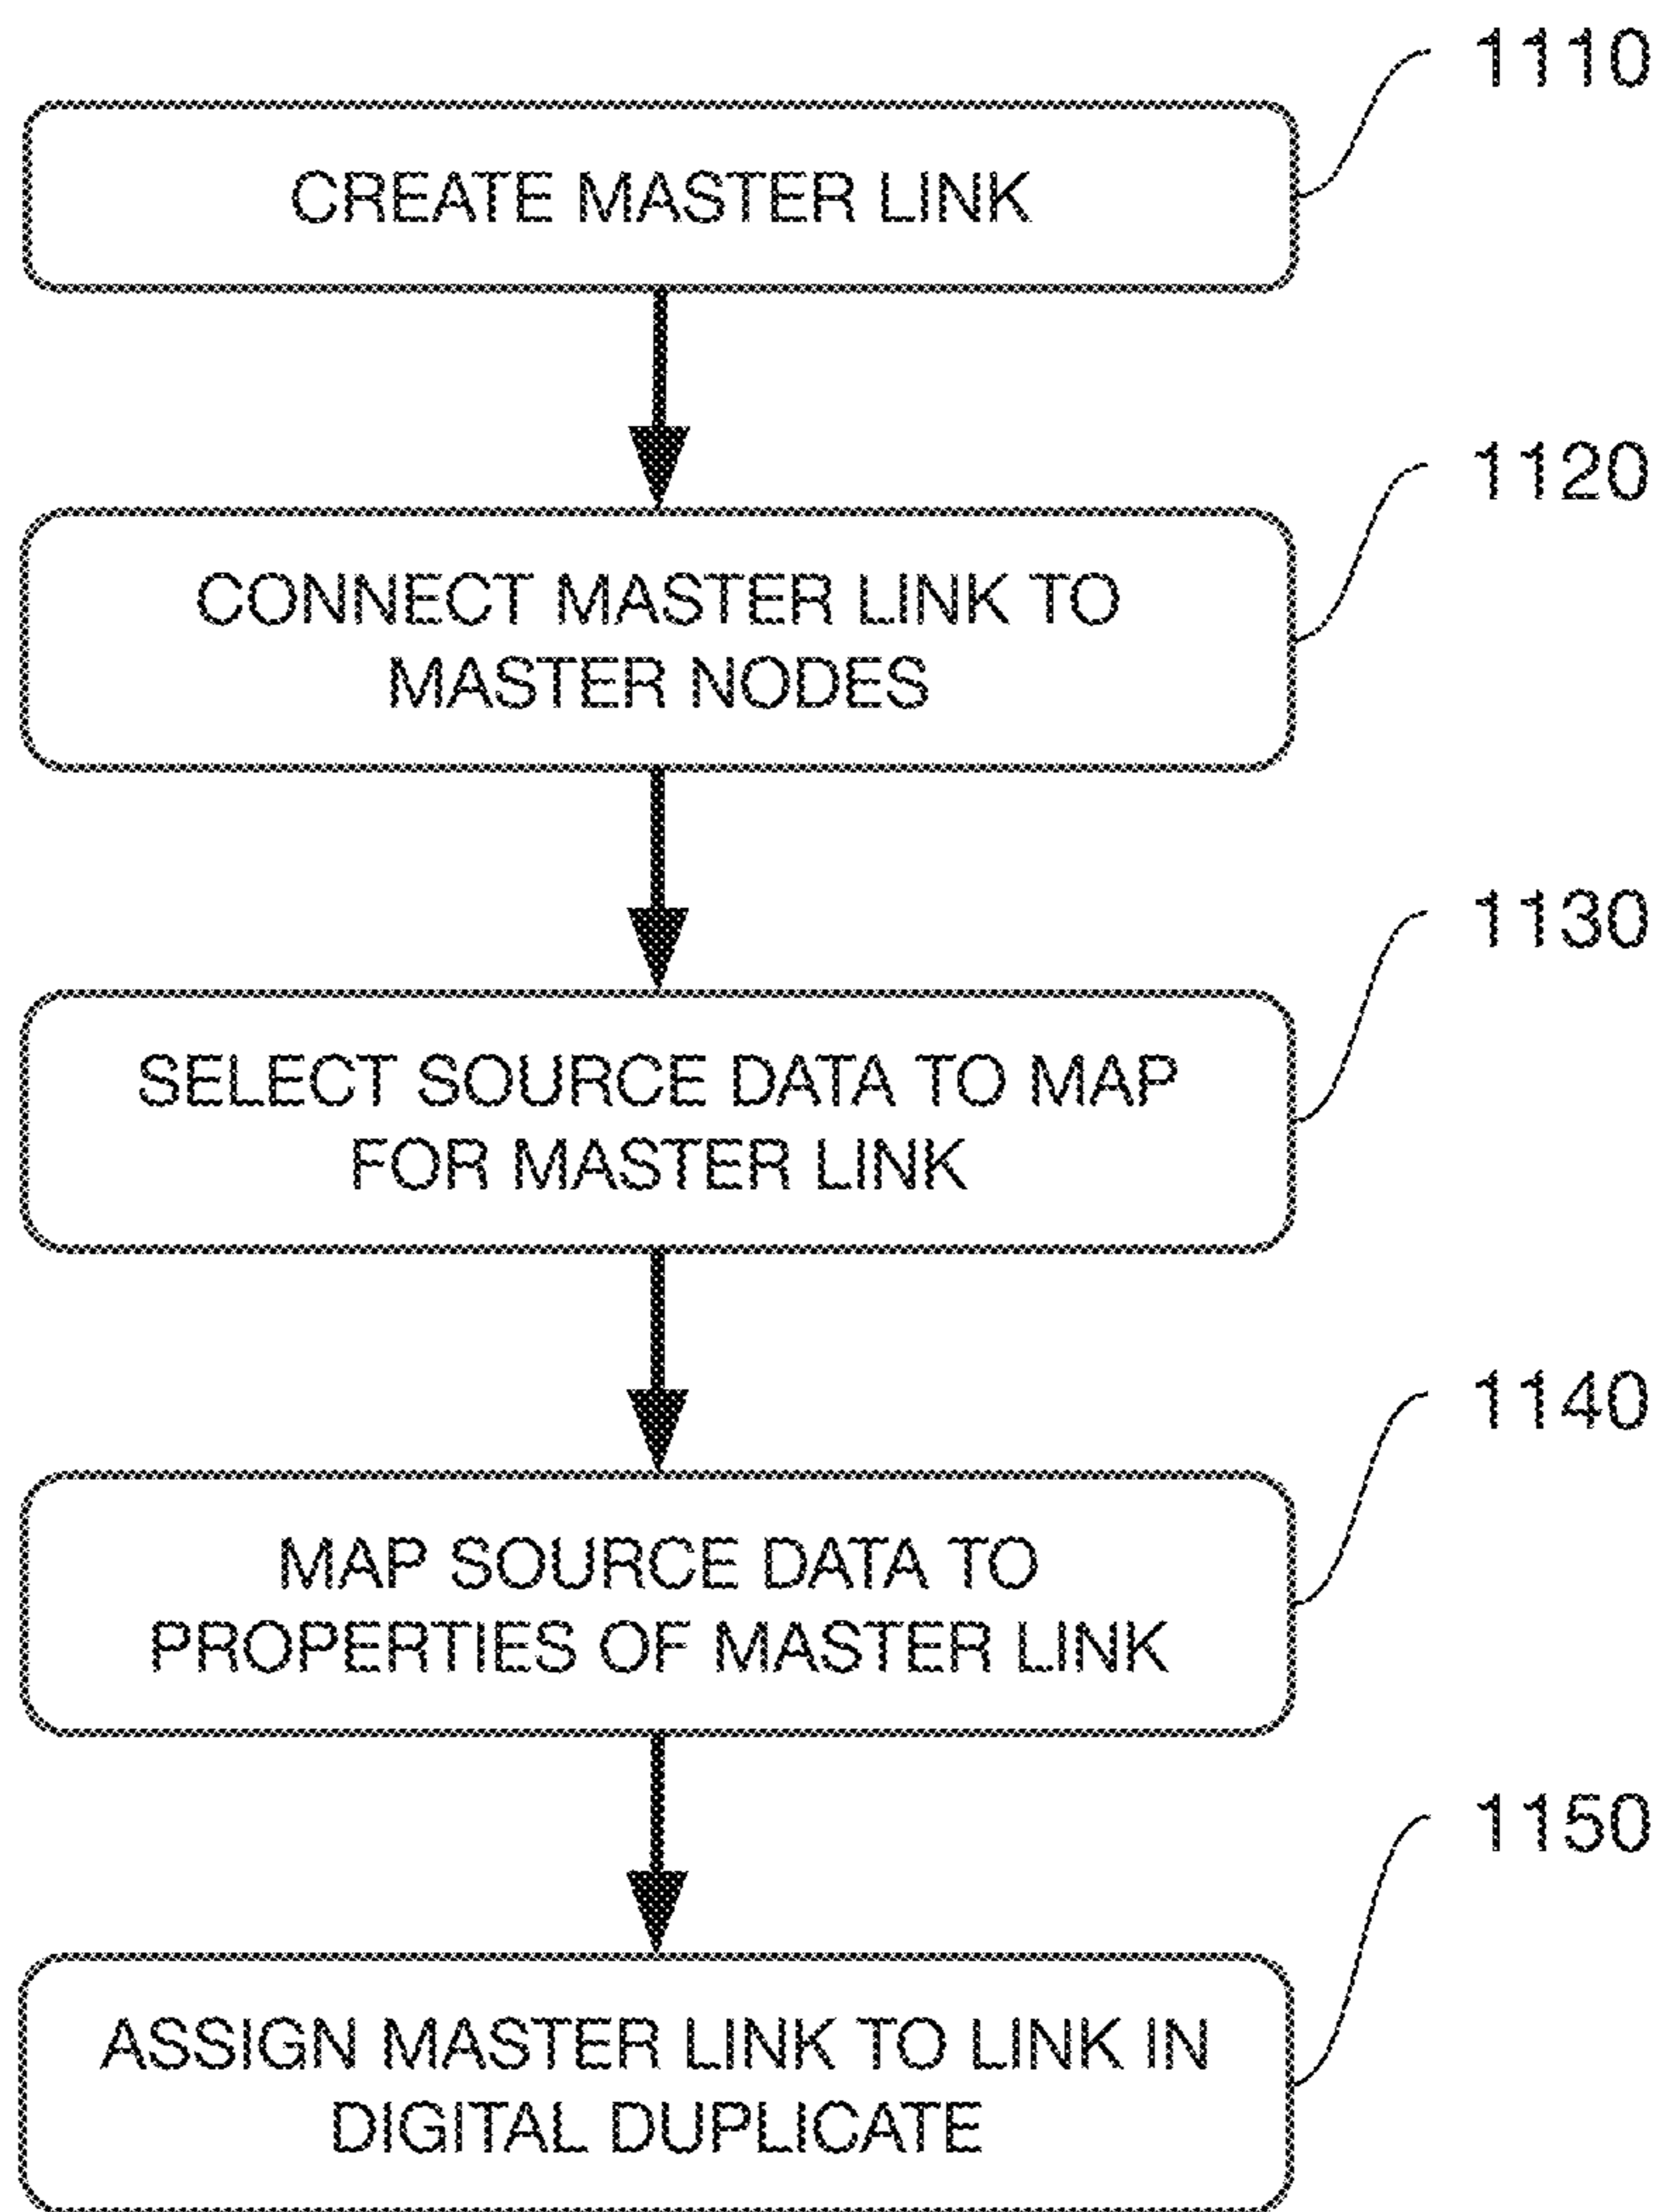 1110
CREATE MASTER LINK
1120
CONNECT MASTER LINK TO
MASTER NODES
1130
SELECT SOURCE DATA TO MAP
FOR MASTER LINK
1140
MAP SOURCE DATA TO
PROPERTIES OF MASTER LINK
1150
ASSIGN MASTER LINK TO LINK IN
DIGITAL DUPLICATE